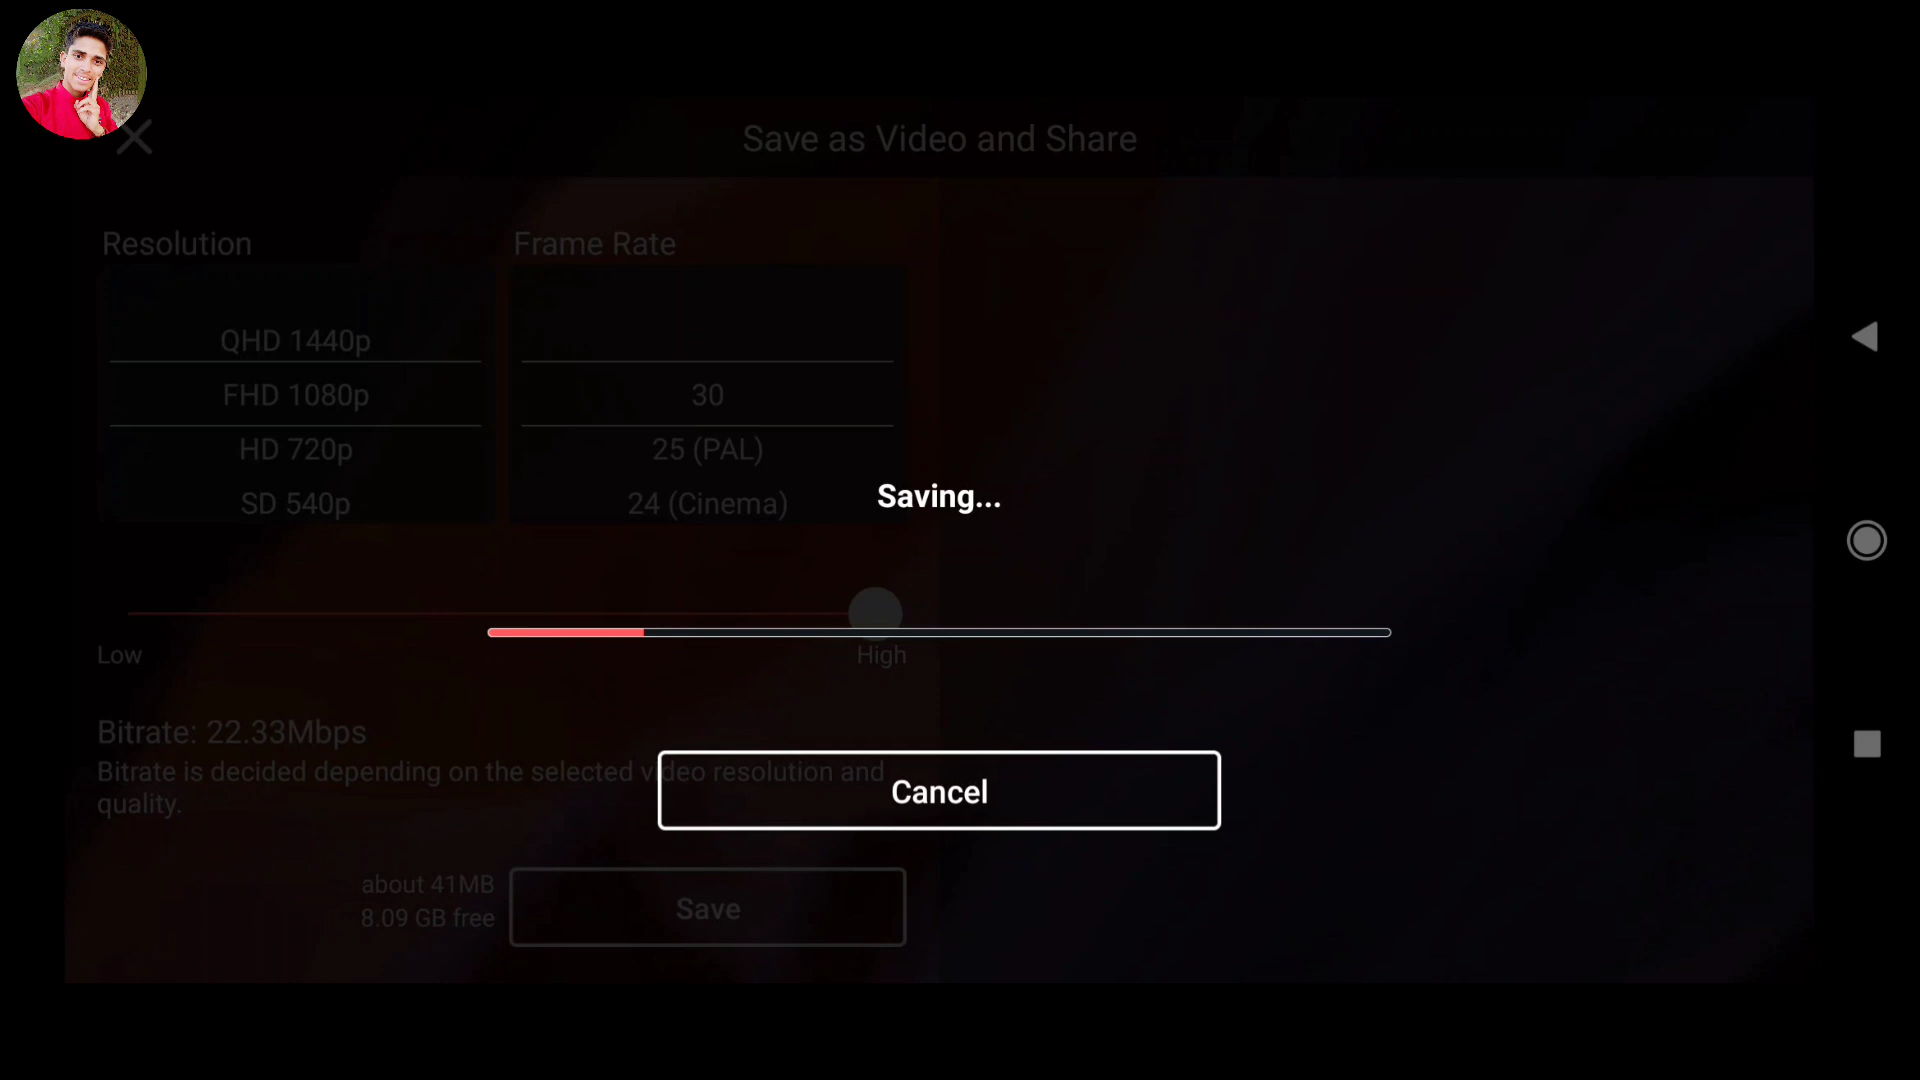 Save as Video and Share
Resolution
Frame Rate
QHD 1440p
FHD 1080p
HD 720p
SD 540p
30
25 (PAL)
24 (Cinema)
Saving...
Low
High
Bitrate: 22.33Mbps
Bitrate is decided depending on the selected video resolution and
quality.
Cancel
about 41MB
8.09 GB free
Save